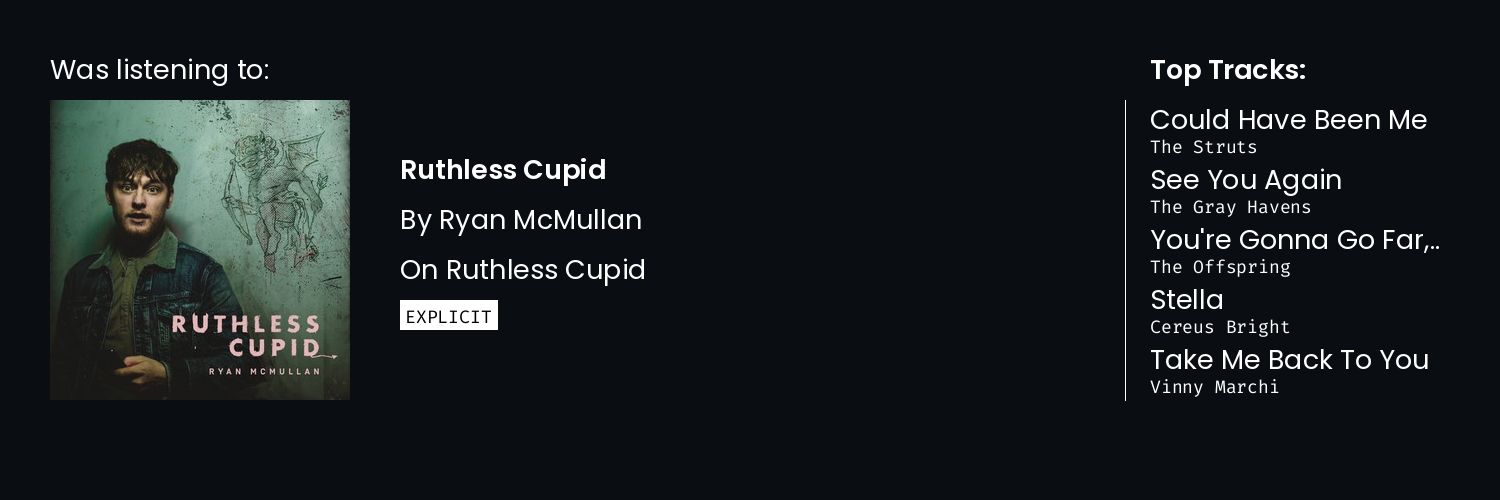 Was listening to:
RUTHLESS
CUPID
RYAN MCMULLAN
Ruthless Cupid
By Ryan McMullan
On Ruthless Cupid
EXPLICIT
Top Tracks:
Could Have Been Me
The Struts
See You Again
The Gray Havens
You're Gonna Go Far,..
The Offspring
Stella
Cereus Bright
Take Me Back To You
Vinny Marchi